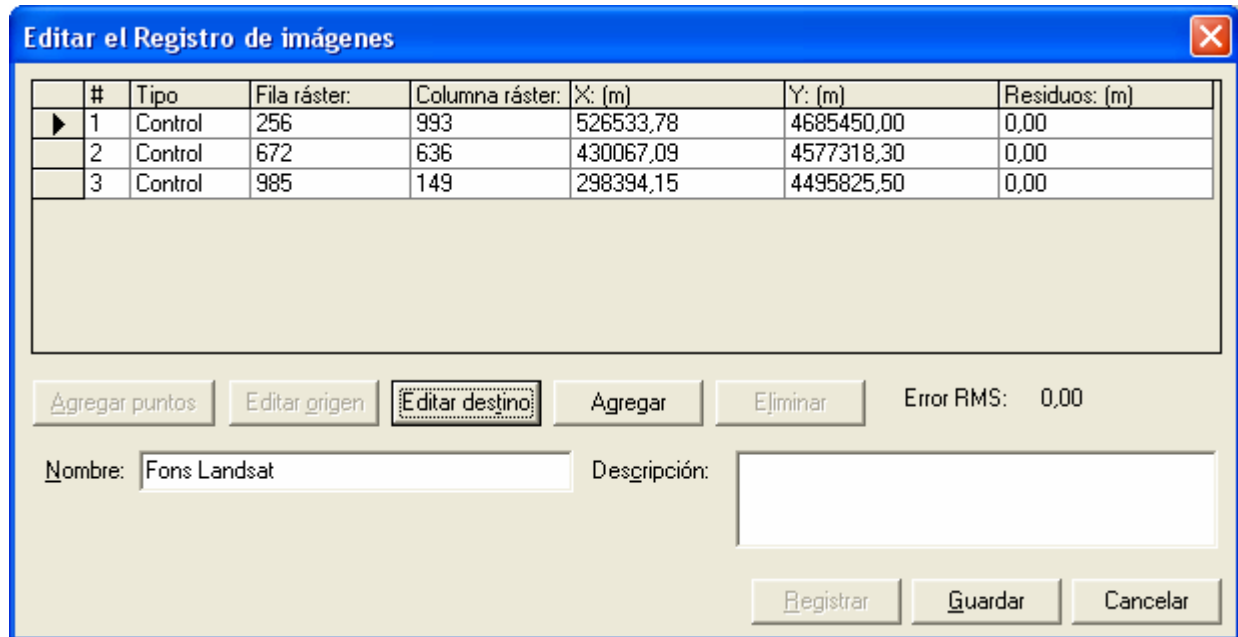 Editar el Registro de imágenes
# Tipo Fila ráster: Columna ráster: X: (m) Y: (m) Residuos: (m)
1 Control 256 993 526533,78 4685450,00 0,00
2 Control 672 636 430067,09 4577318,30 0,00
3 Control 985 149 298394,15 4495825,50 0,00
Agregar puntos Editar origen Editar destino Agregar Eliminar Error RMS: 0,00
Nombre: Fons Landsat Descripción:
Registrar Guardar Cancelar